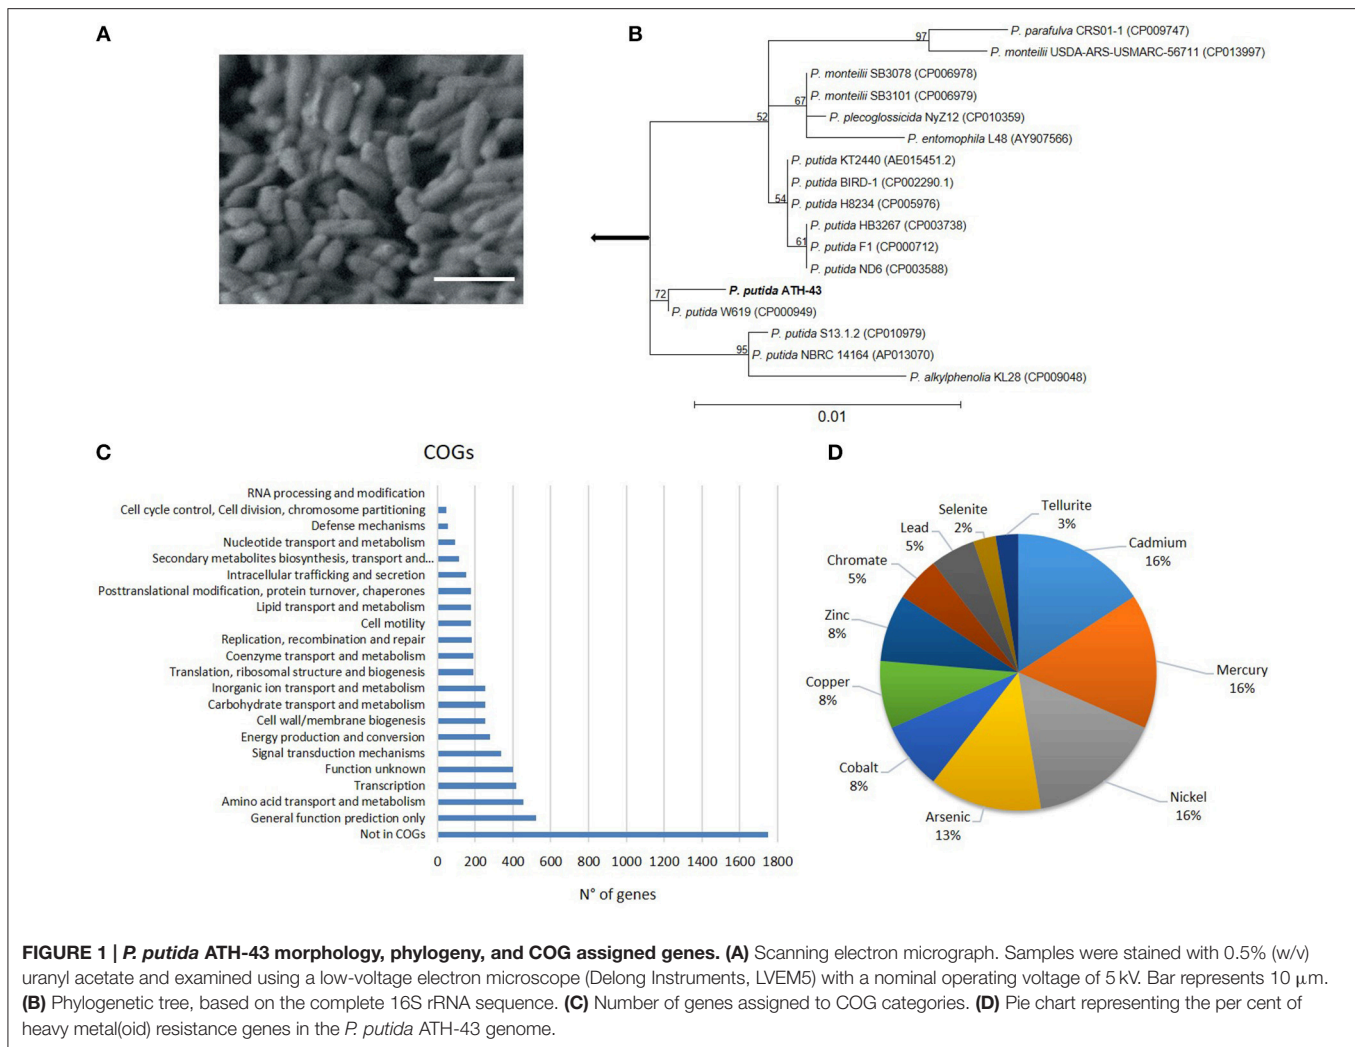 A
B
P. parafulva CRS01-1 (CP009747)
97
P. monteilii USDA-ARS-USMARC-56711 (CP013997)
P. monteilii SB3078 (CP006978)
P. monteilii SB3101 (CP006979)
67
P. plecoglossicida NyZ12 (CP010359)
52
P. entomophila L48 (AY907566)
P. putida KT2440 (AE015451.2)
P. putida BIRD-1 (CP002290.1)
54
P. putida H8234 (CP005976)
P. putida HB3267 (CP003738)
61
P. putida F1 (CP000712)
P. putida ND6 (CP003588)
P. putida ATH-43
72
P. putida W619 (CP000949)
P. putida S13.1.2 (CP010979)
95
P. putida NBRC 14164 (AP013070)
P. alkylphenolia KL28 (CP009048)
0.01
C
COGs
RNA processing and modification
Cell cycle control, Cell division, chromosome partitioning
Defense mechanisms
Nucleotide transport and metabolism
Secondary metabolites biosynthesis, transport and...
Intracellular trafficking and secretion
Posttranslational modification, protein turnover, chaperones
Lipid transport and metabolism
Cell motility
Replication, recombination and repair
Coenzyme transport and metabolism
Translation, ribosomal structure and biogenesis
Inorganic ion transport and metabolism
Carbohydrate transport and metabolism
Cell wall/membrane biogenesis
Energy production and conversion
Signal transduction mechanisms
Function unknown
Transcription
Amino acid transport and metabolism
General function prediction only
Not in COGs
0 200 400 600 800 1000 1200 1400 1600 1800
N° of genes
D
Tellurite
3%
Cadmium
16%
Mercury
16%
Nickel
16%
Arsenic
13%
Cobalt
8%
Copper
8%
Zinc
8%
Chromate
5%
Lead
5%
Selenite
2%
FIGURE 1 | P. putida ATH-43 morphology, phylogeny, and COG assigned genes. (A) Scanning electron micrograph. Samples were stained with 0.5% (w/v)
uranyl acetate and examined using a low-voltage electron microscope (Delong Instruments, LVEM5) with a nominal operating voltage of 5 kV. Bar represents 10 μm.
(B) Phylogenetic tree, based on the complete 16S rRNA sequence. (C) Number of genes assigned to COG categories. (D) Pie chart representing the per cent of
heavy metal(oid) resistance genes in the P. putida ATH-43 genome.